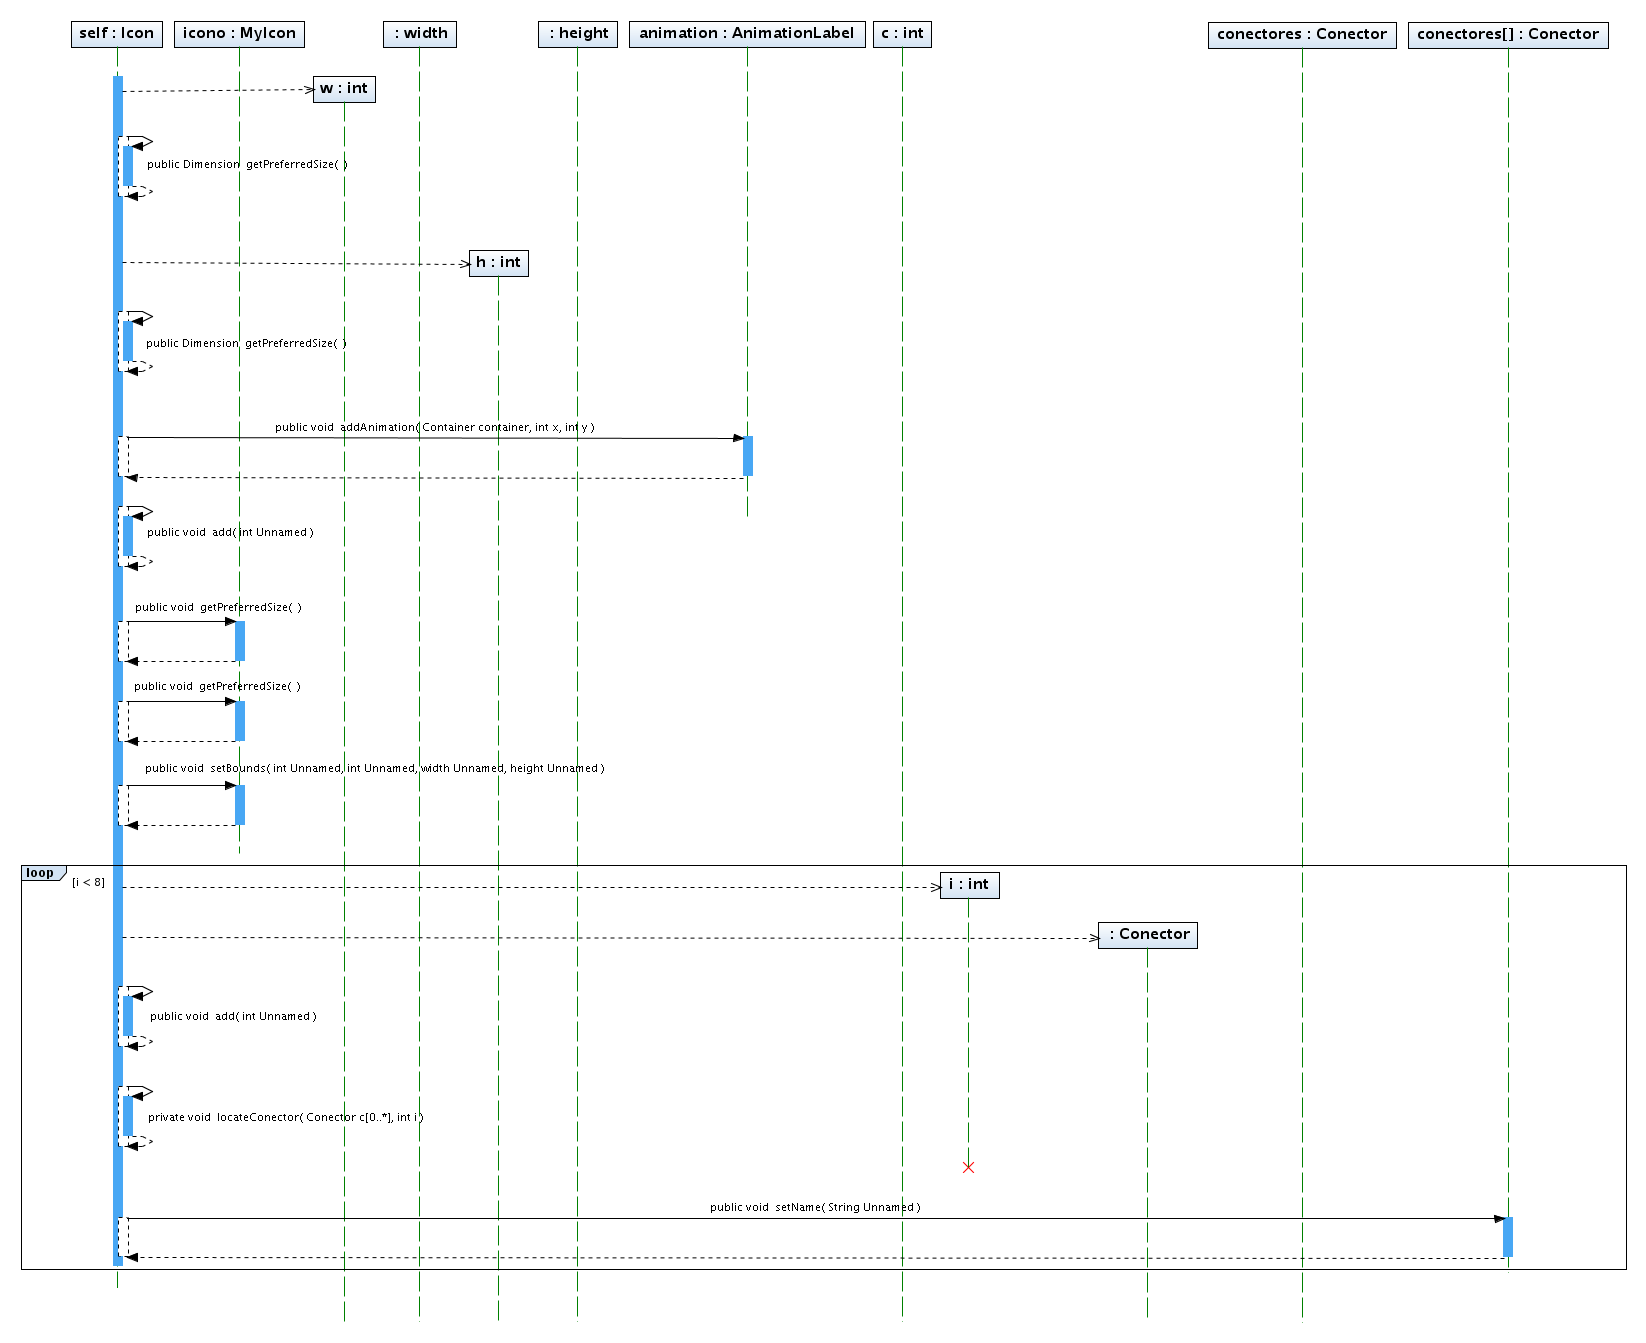 self : Icon
icono : MyIcon
: width
: height
animation : AnimationLabel
c : int
conectores : Conector
conectores[] : Conector
w : int
public Dimension getPreferredSize( )
h : int
public Dimension getPreferredSize( )
public void addAnimation( Container container, int x, int y )
public void add( int Unnamed )
public void getPreferredSize( )
public void getPreferredSize( )
public void setBounds( int Unnamed, int Unnamed, width Unnamed, height Unnamed )
loop
[i < 8]
i : int
: Conector
public void add( int Unnamed )
private void locateConector( Conector c[0..*], int i )
public void setName( String Unnamed )